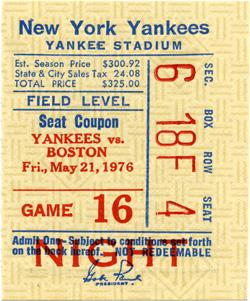 New York Yankees
YANKEE STADIUM
Est. Season Price $300.92
State & City Sales Tax 24.08
TOTAL PRICE $325.00
FIELD LEVEL
Seat Coupon
YANKEES vs.
BOSTON
Fri., May 21, 1976
GAME 16
SEC. BOX ROW SEAT
6 18F 4
Admit One - Subject to conditions set forth
on the back hereof. NOT REDEEMABLE
NIGHT
PRESIDENT